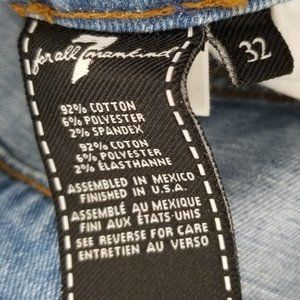 for all 7 mankind
32
92% COTTON
6% POLYESTER
2% SPANDEX
92% COTON
6% POLYESTER
2% ÉLASTHANNE
ASSEMBLED IN MEXICO
FINISHED IN U.S.A.
ASSEMBLÉ AU MEXIQUE
FINI AUX ÉTATS-UNIS
SEE REVERSE FOR CARE
ENTRETIEN AU VERSO